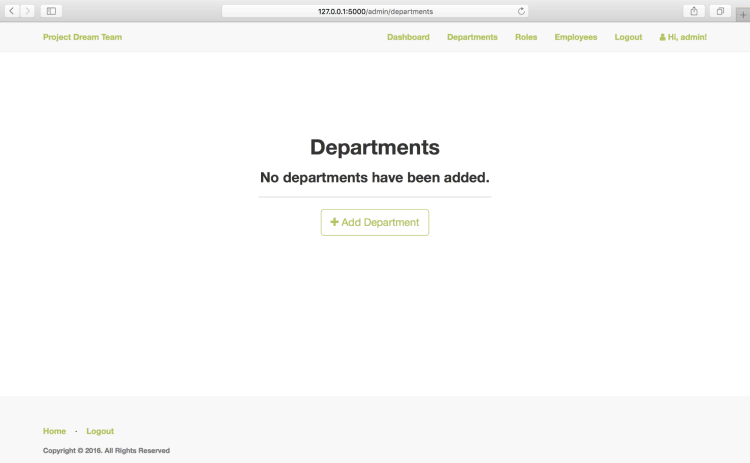 127.0.0.1:5000/admin/departments
Project Dream Team Dashboard Departments Roles Employees Logout Hi, admin!
Departments
No departments have been added.
Add Department
Home · Logout
Copyright © 2016. All Rights Reserved